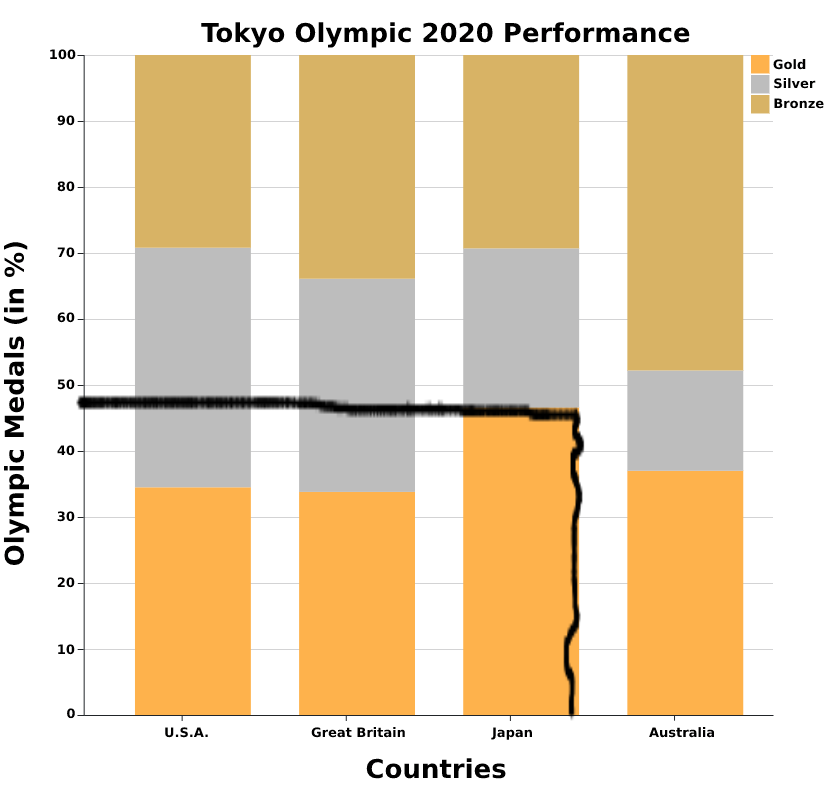 Tokyo Olympic 2020 Performance
Gold
Silver
Bronze
Olympic Medals (in %)
100
90
80
70
60
50
40
30
20
10
0
U.S.A. Great Britain Japan Australia
Countries